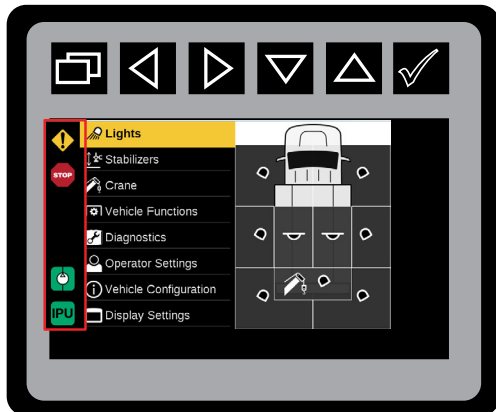 Lights
STOP
Stabilizers
Crane
Vehicle Functions
Diagnostics
Operator Settings
Vehicle Configuration
IPU
Display Settings